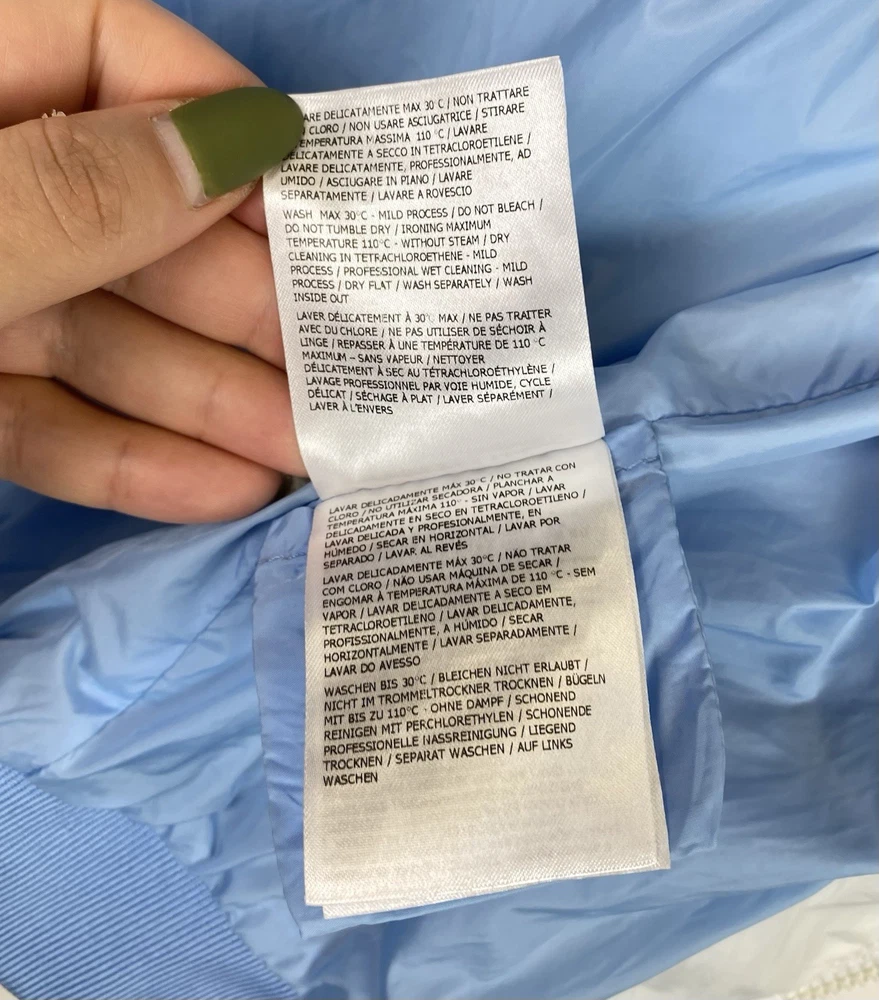 ARE DELICATAMENTE MAX 30 C / NON TRATTARE
CLORO / NON USARE ASCIUGATRICE / STIRARE
TEMPERATURA MASSIMA 110 °C / LAVARE
DELICATAMENTE A SECCO IN TETRACLOROETILENE /
LAVARE DELICATAMENTE, PROFESSIONALMENTE, AD
UMIDO / ASCIUGARE IN PIANO / LAVARE
SEPARATAMENTE / LAVARE A ROVESCIO
WASH MAX 30°C - MILD PROCESS / DO NOT BLEACH /
DO NOT TUMBLE DRY / IRONING MAXIMUM
TEMPERATURE 110°C - WITHOUT STEAM / DRY
CLEANING IN TETRACHLOROETHENE - MILD
PROCESS / PROFESSIONAL WET CLEANING - MILD
PROCESS / DRY FLAT / WASH SEPARATELY / WASH
INSIDE OUT
LAVER DÉLICATEMENT À 30°C MAX / NE PAS TRAITER
AVEC DU CHLORE / NE PAS UTILISER DE SÉCHOIR À
LINGE / REPASSER À UNE TEMPÉRATURE DE 110 °C
MAXIMUM – SANS VAPEUR / NETTOYER
DÉLICATEMENT À SEC AU TÉTRACHLOROÉTHYLÈNE /
LAVAGE PROFESSIONNEL PAR VOIE HUMIDE, CYCLE
DÉLICAT / SÉCHAGE À PLAT / LAVER SÉPARÉMENT /
LAVER À L'ENVERS
LAVAR DELICADAMENTE MÁX 30 C / NO TRATAR CON
CLORO / NO UTILIZAR SECADORA / PLANCHAR A
TEMPERATURA MÁXIMA 110° - SIN VAPOR / LAVAR
DELICADAMENTE EN SECO EN TETRACLOROETILENO /
LAVAR DELICADA Y PROFESIONALMENTE, EN
HÚMEDO / SECAR EN HORIZONTAL / LAVAR POR
SEPARADO / LAVAR AL REVÉS
LAVAR DELICADAMENTE MÁX 30°C / NÃO TRATAR
COM CLORO / NÃO USAR MÁQUINA DE SECAR /
ENGOMAR À TEMPERATURA MÁXIMA DE 110 °C - SEM
VAPOR / LAVAR DELICADAMENTE A SECO EM
TETRACLOROETILENO / LAVAR DELICADAMENTE,
PROFISSIONALMENTE, A HÚMIDO / SECAR
HORIZONTALMENTE / LAVAR SEPARADAMENTE /
LAVAR DO AVESSO
WASCHEN BIS 30°C / BLEICHEN NICHT ERLAUBT /
NICHT IM TROMMELTROCKNER TROCKNEN / BÜGELN
MIT BIS ZU 110°C - OHNE DAMPF / SCHONEND
REINIGEN MIT PERCHLORETHYLEN / SCHONENDE
PROFESSIONELLE NASSREINIGUNG / LIEGEND
TROCKNEN / SEPARAT WASCHEN / AUF LINKS
WASCHEN